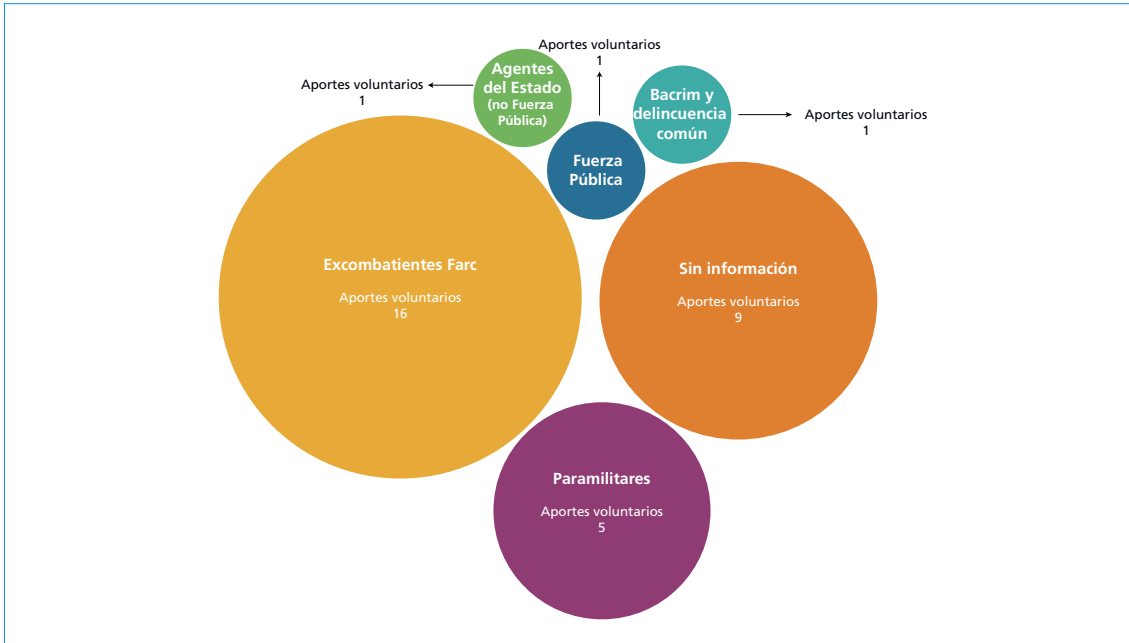 Aportes voluntarios
1
Agentes
del Estado
(no Fuerza
Pública)
Aportes voluntarios
1
Bacrim y
delincuencia
común
Aportes voluntarios
1
Fuerza
Pública
Excombatientes Farc
Aportes voluntarios
16
Sin información
Aportes voluntarios
9
Paramilitares
Aportes voluntarios
5